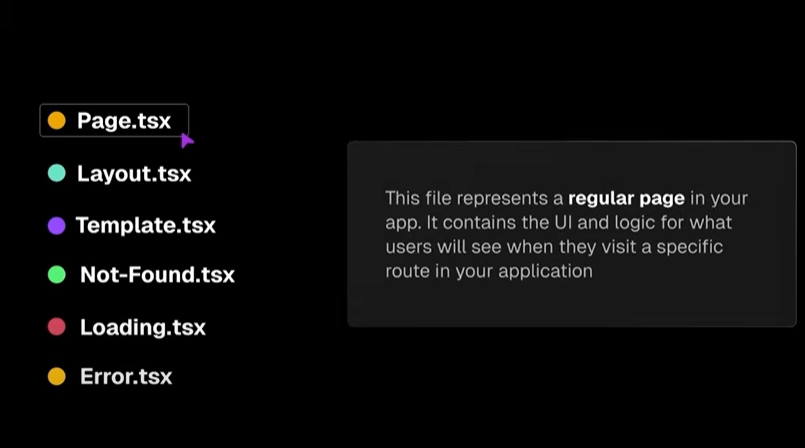 Page.tsx
Layout.tsx
Template.tsx
Not-Found.tsx
Loading.tsx
Error.tsx
This file represents a regular page in your
app. It contains the UI and logic for what
users will see when they visit a specific
route in your application